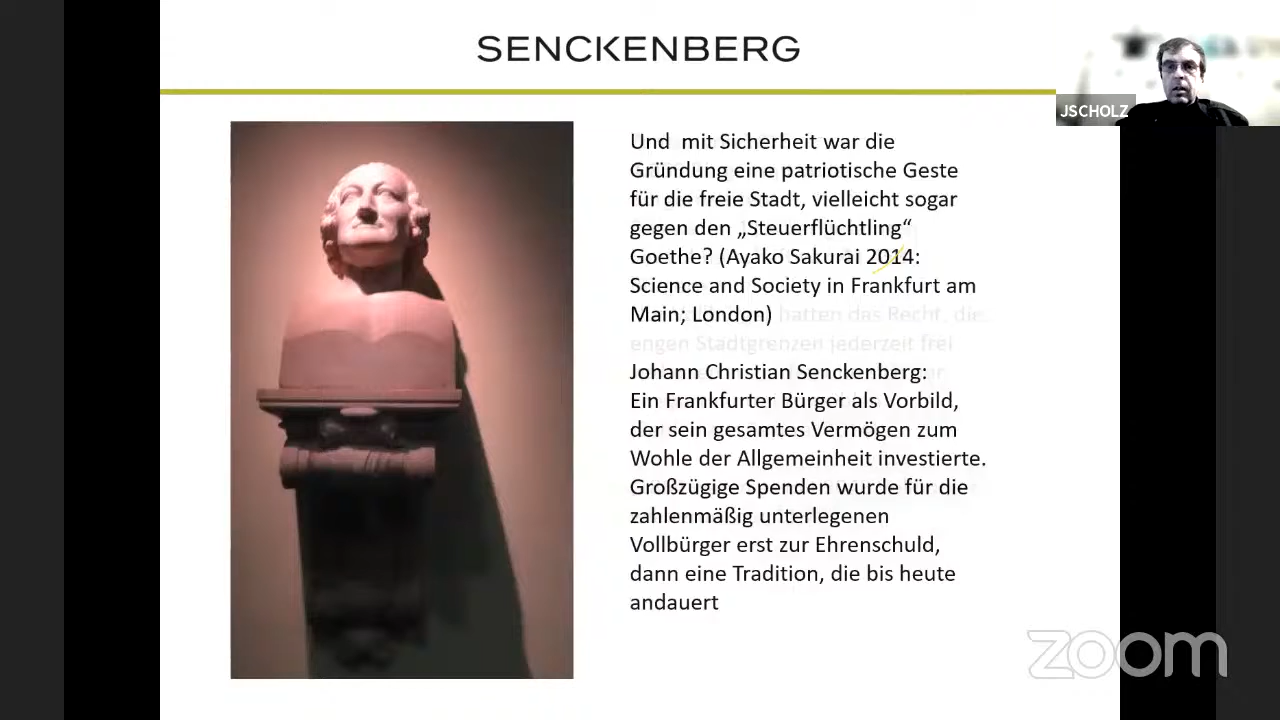 SENCKENBERG
JSCHOLZ
Und mit Sicherheit war die
Gründung eine patriotische Geste
für die freie Stadt, vielleicht sogar
gegen den „Steuerflüchtling“
Goethe? (Ayako Sakurai 2014:
Science and Society in Frankfurt am
Main; London)
hatten das Recht, die
engen Stadtgrenzen jederzeit frei
Johann Christian Senckenberg:
Ein Frankfurter Bürger als Vorbild,
der sein gesamtes Vermögen zum
Wohle der Allgemeinheit investierte.
Großzügige Spenden wurde für die
zahlenmäßig unterlegenen
Vollbürger erst zur Ehrenschuld,
dann eine Tradition, die bis heute
andauert
zoom